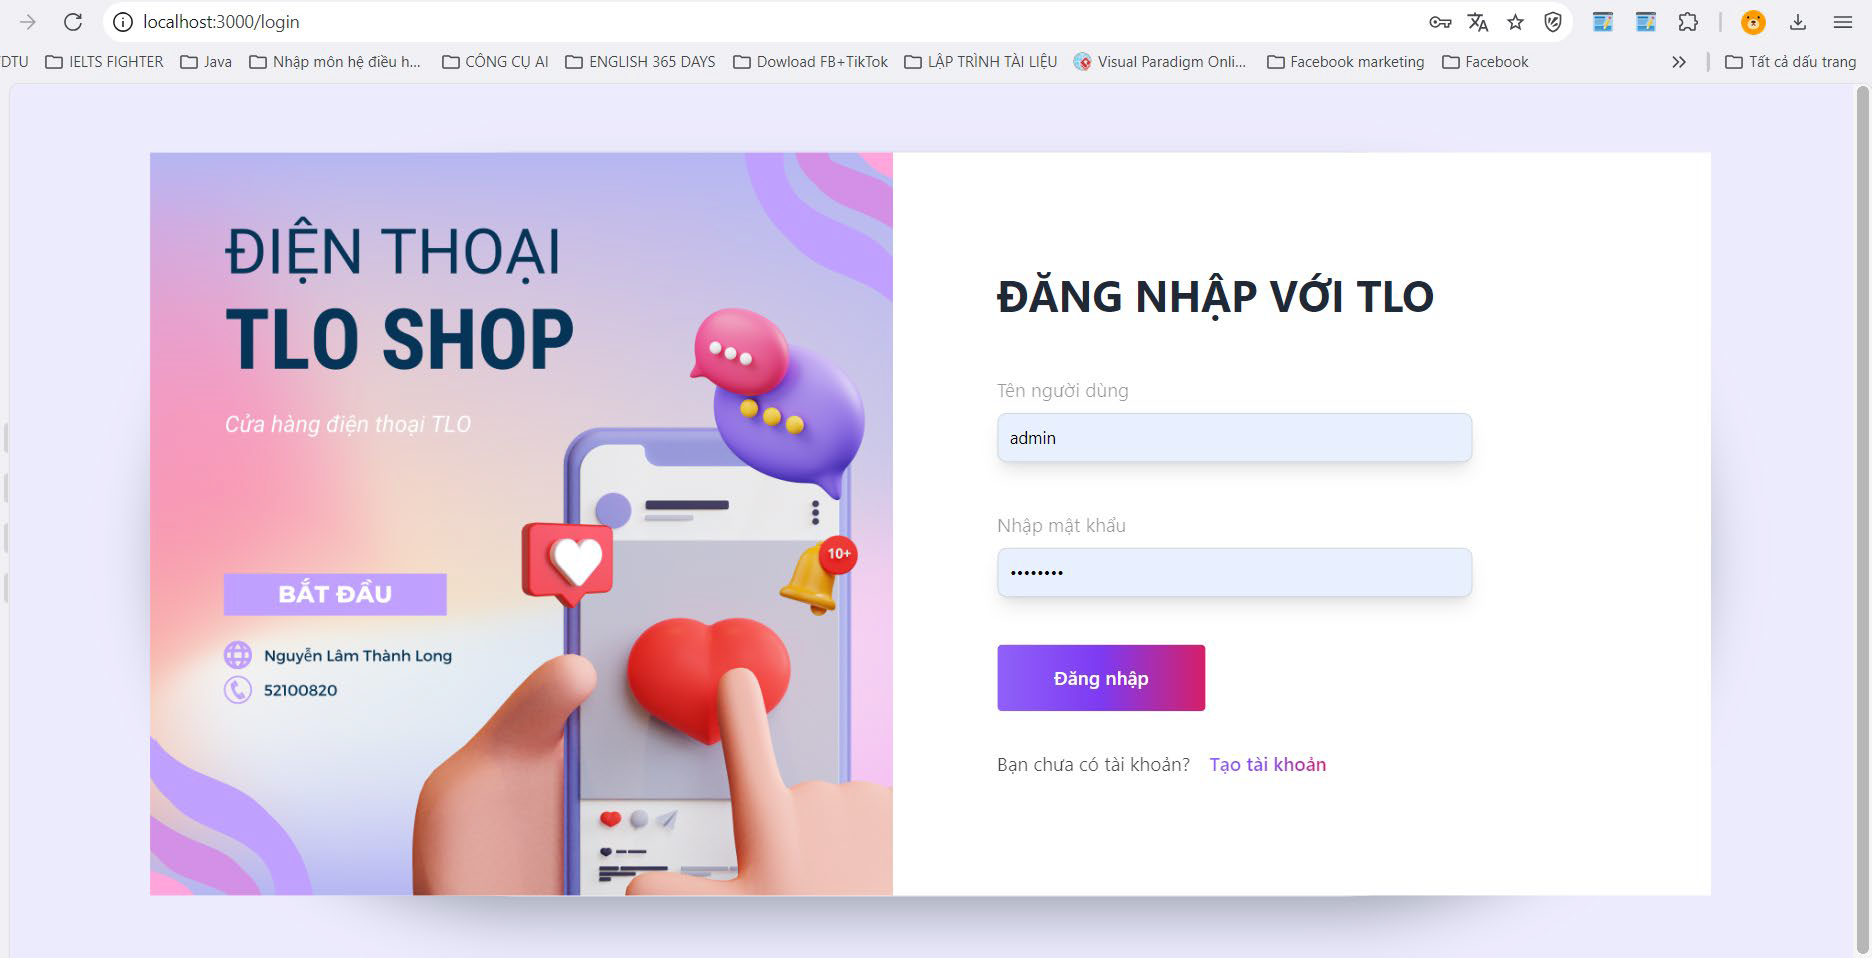 localhost:3000/login
DTU
IELTS FIGHTER
Java
Nhập môn hệ điều h...
CÔNG CỤ AI
ENGLISH 365 DAYS
Dowload FB+TikTok
LẬP TRÌNH TÀI LIỆU
Visual Paradigm Onli...
Facebook marketing
Facebook
Tất cả dấu trang
ĐIỆN THOẠI
TLO SHOP
Cửa hàng điện thoại TLO
10+
BẮT ĐẦU
Nguyễn Lâm Thành Long
52100820
ĐĂNG NHẬP VỚI TLO
Tên người dùng
admin
Nhập mật khẩu
••••••••
Đăng nhập
Bạn chưa có tài khoản? Tạo tài khoản